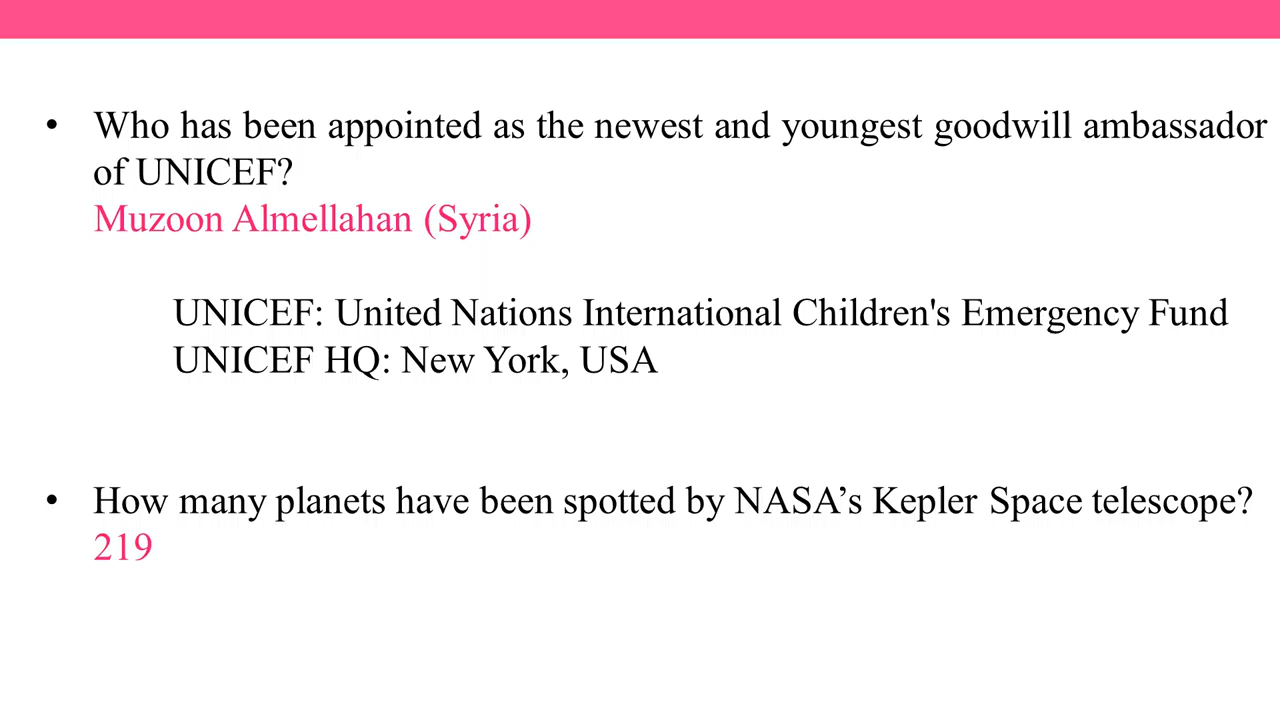 • Who has been appointed as the newest and youngest goodwill ambassador
of UNICEF?
Muzoon Almellahan (Syria)
UNICEF: United Nations International Children's Emergency Fund
UNICEF HQ: New York, USA
• How many planets have been spotted by NASA’s Kepler Space telescope?
219